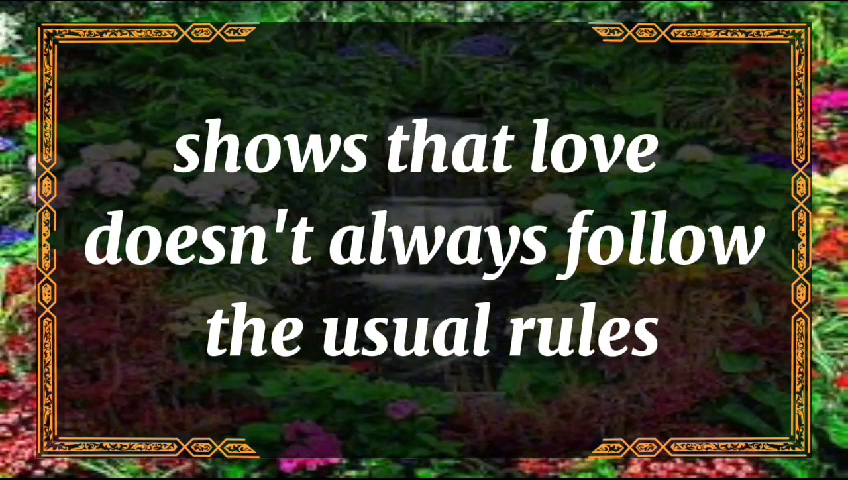 shows that love
doesn't always follow
the usual rules